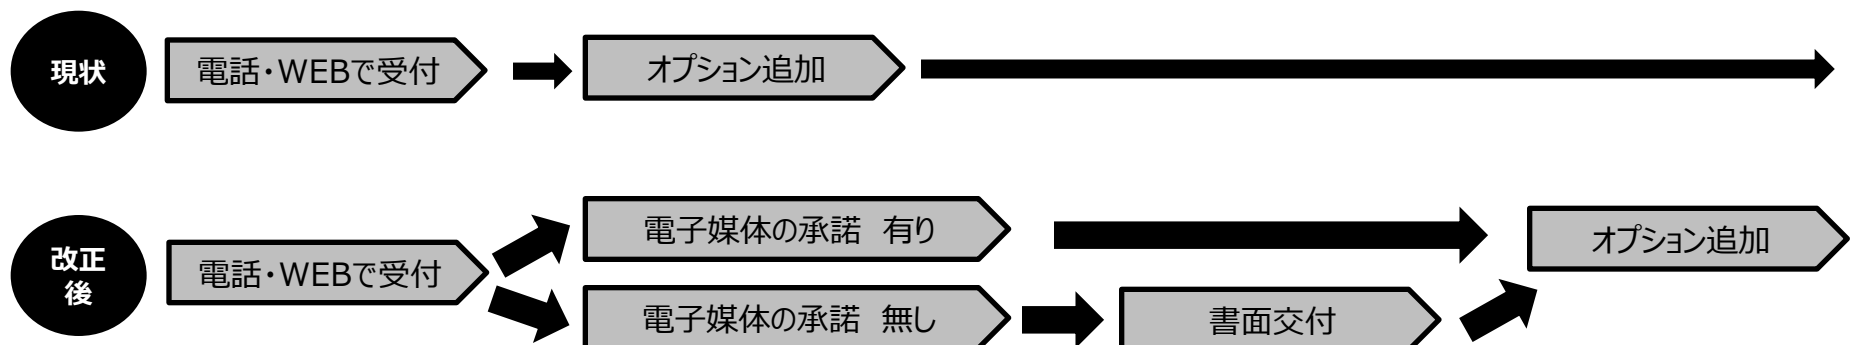 現状
電話・WEBで受付
オプション追加
改正
後
電話・WEBで受付
電子媒体の承諾　有り
オプション追加
電子媒体の承諾　無し
書面交付